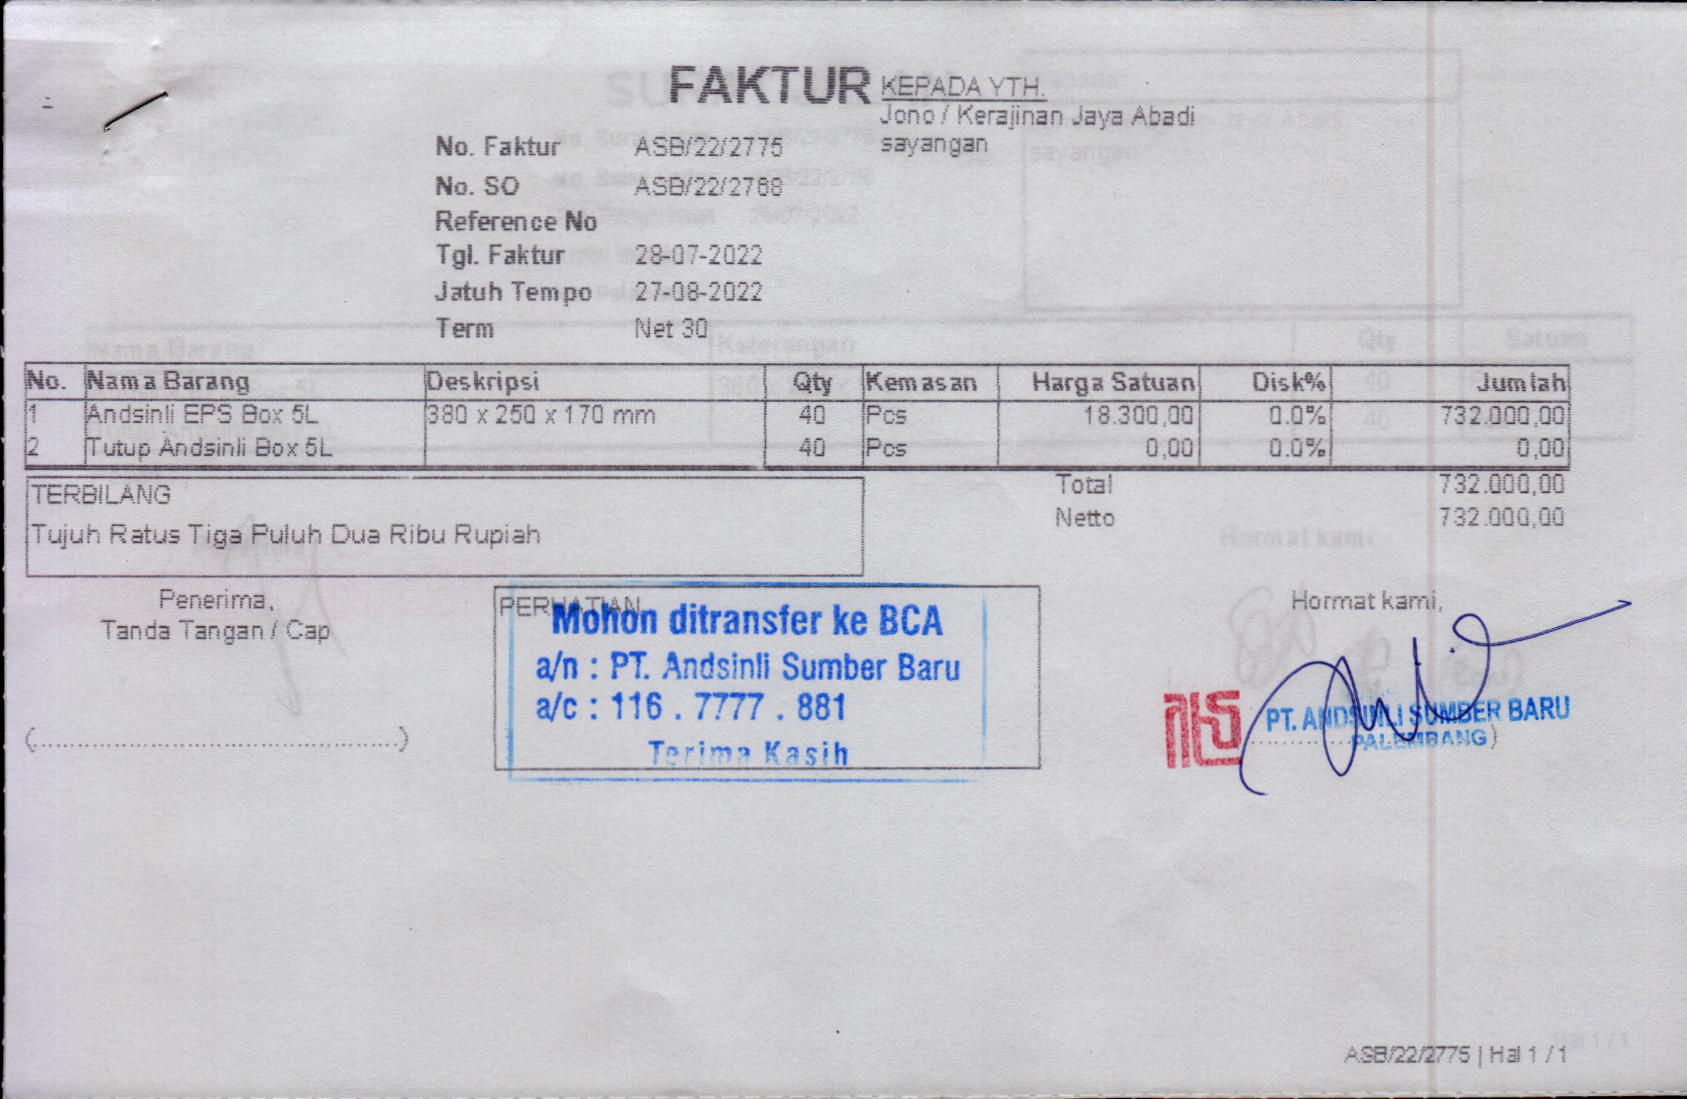 FAKTUR
KEPADA YTH.
Jono / Kerajinan Jaya Abadi
sayangan
No. Faktur ASB/22/2775
No. SO ASB/22/2768
Reference No
Tgl. Faktur 28-07-2022
Jatuh Tempo 27-08-2022
Term Net 30
No. Nama Barang Deskripsi Qty Kemasan Harga Satuan Disk% Jumlah
1 Andsinli EPS Box 5L 380 x 250 x 170 mm 40 Pcs 18.300,00 0.0% 732.000,00
2 Tutup Andsinli Box 5L 40 Pcs 0,00 0.0% 0,00
Total 732.000,00
Netto 732.000,00
TERBILANG
Tujuh Ratus Tiga Puluh Dua Ribu Rupiah
Penerima,
Tanda Tangan / Cap
(..................................................)
PERHATIAN
Mohon ditransfer ke BCA
a/n : PT. Andsinli Sumber Baru
a/c : 116 . 7777 . 881
Terima Kasih
Hormat kami,
PT. ANDSINLI SUMBER BARU
PALEMBANG
ASB/22/2775 | Hal 1 / 1